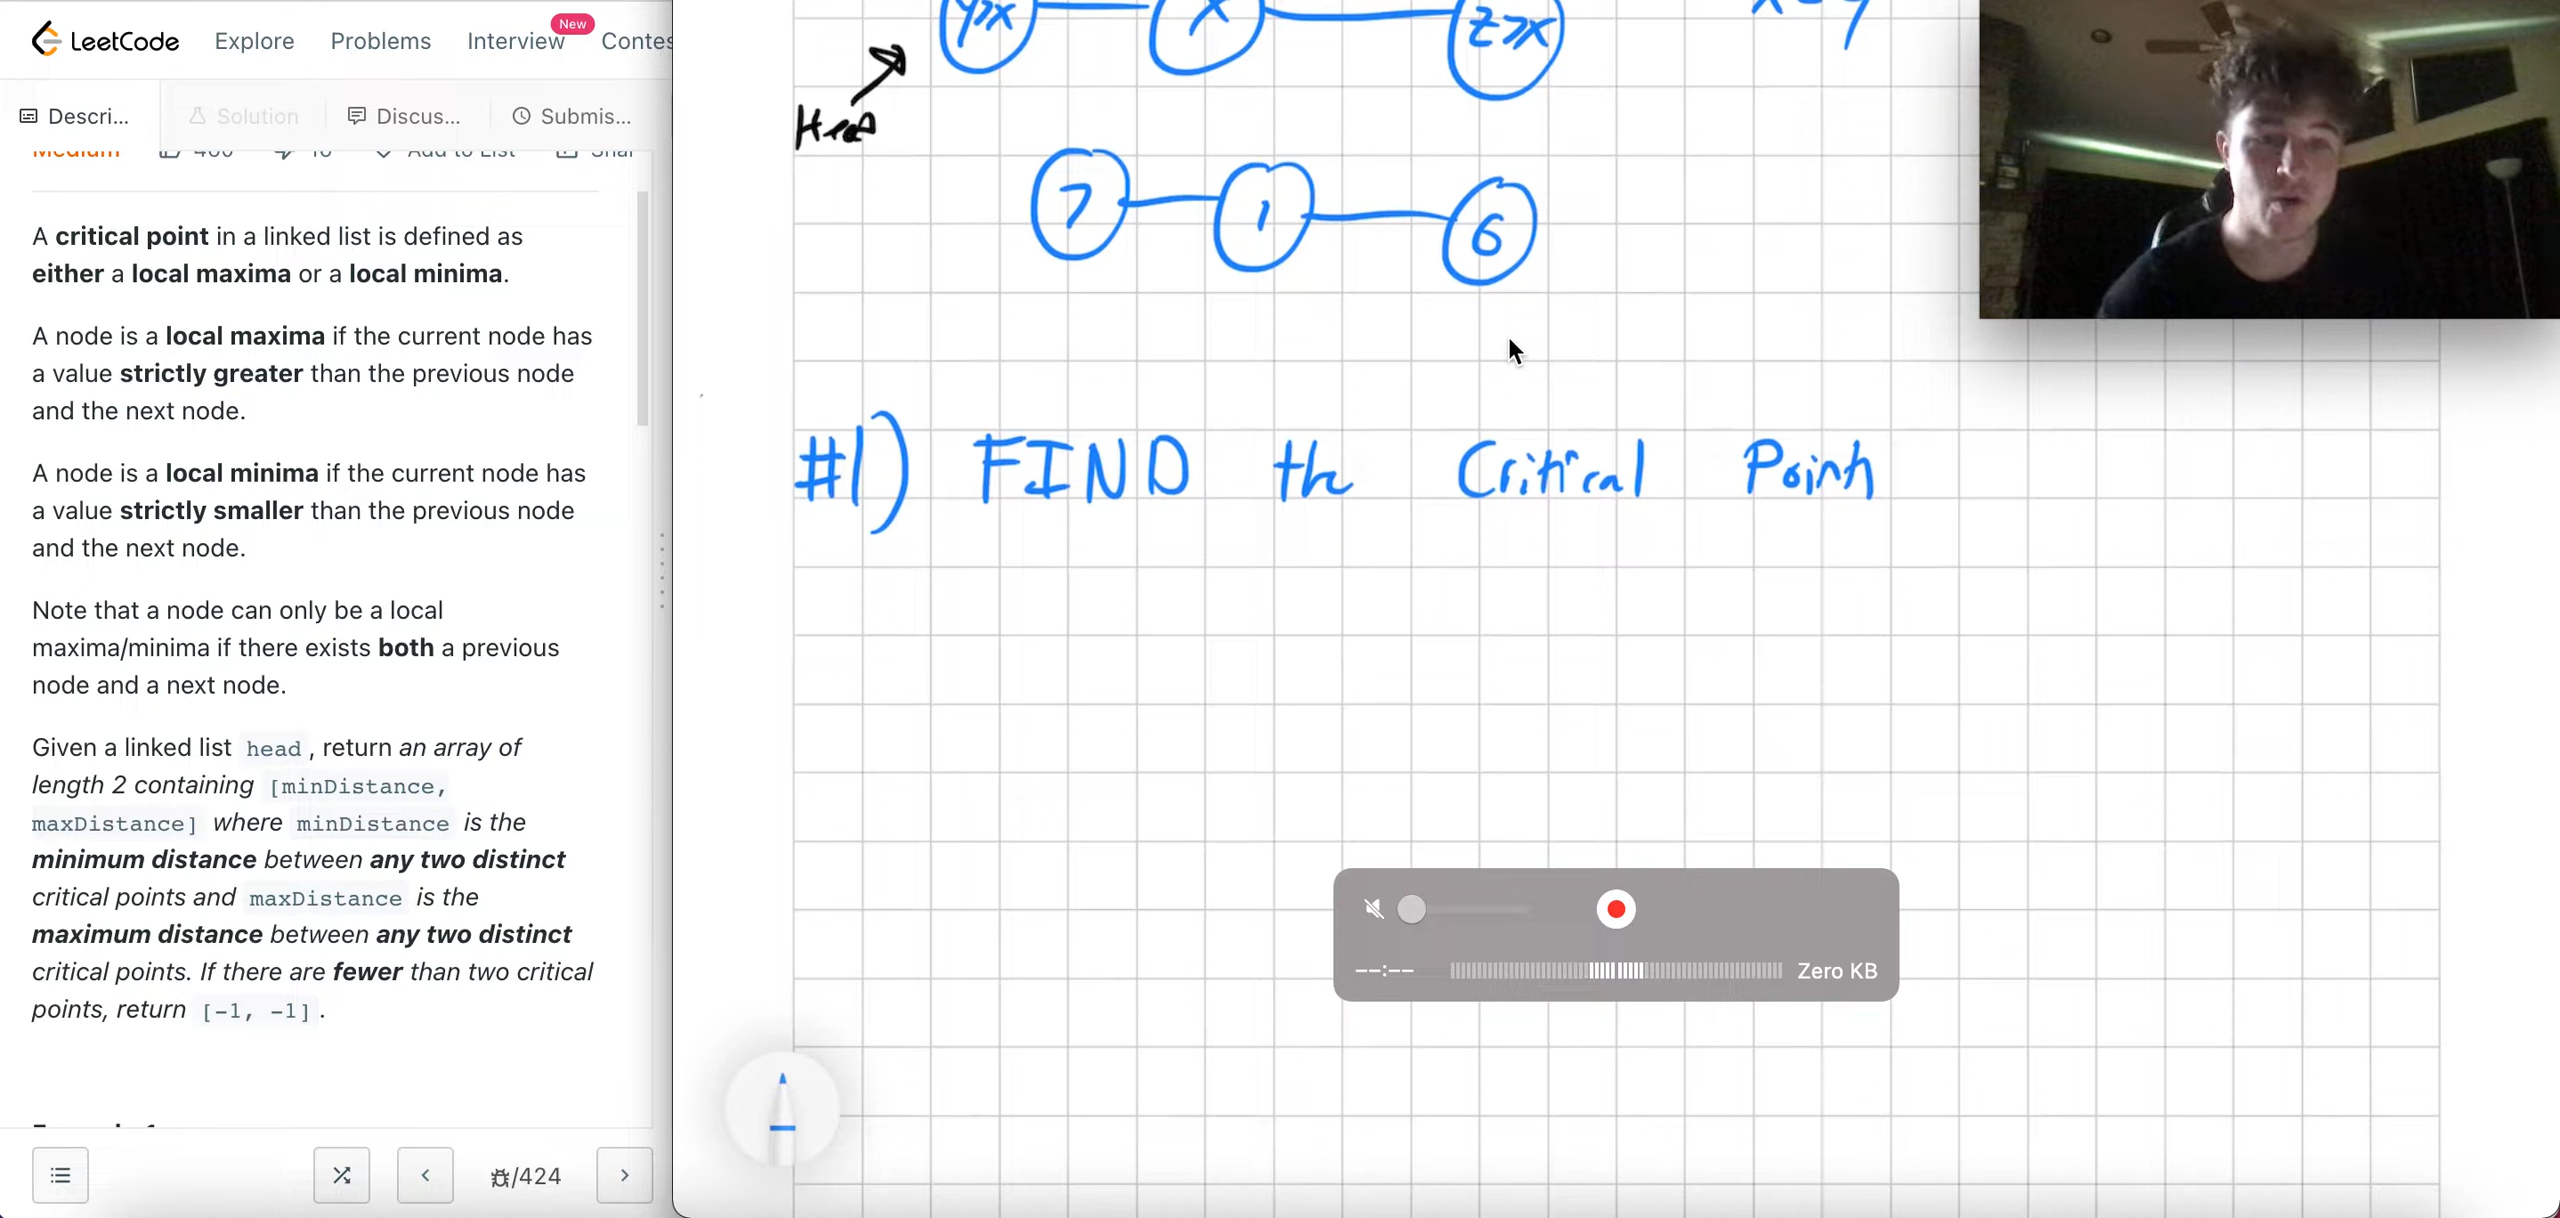 LeetCode Explore Problems Interview New Contes
Descri... Solution Discus... Submis...
Medium 400 Add to List Shar
A critical point in a linked list is defined as
either a local maxima or a local minima.
A node is a local maxima if the current node has
a value strictly greater than the previous node
and the next node.
A node is a local minima if the current node has
a value strictly smaller than the previous node
and the next node.
Note that a node can only be a local
maxima/minima if there exists both a previous
node and a next node.
Given a linked list head, return an array of
length 2 containing [minDistance,
maxDistance] where minDistance is the
minimum distance between any two distinct
critical points and maxDistance is the
maximum distance between any two distinct
critical points. If there are fewer than two critical
points, return [-1, -1].
/424
y>x x z>x
Head
7 1 6
#1) FIND the Critical Point
--:-- Zero KB